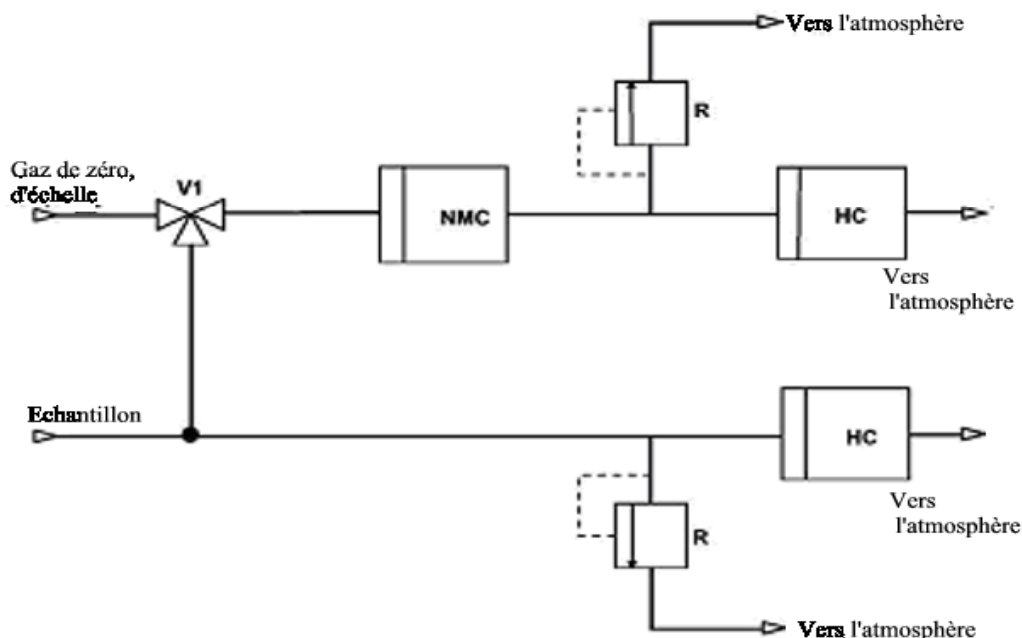 Vers l'atmosphère
R
Gaz de zéro,
d'échelle
V1
NMC
HC
Vers
l'atmosphère
Echantillon
HC
Vers
l'atmosphère
R
Vers l'atmosphère